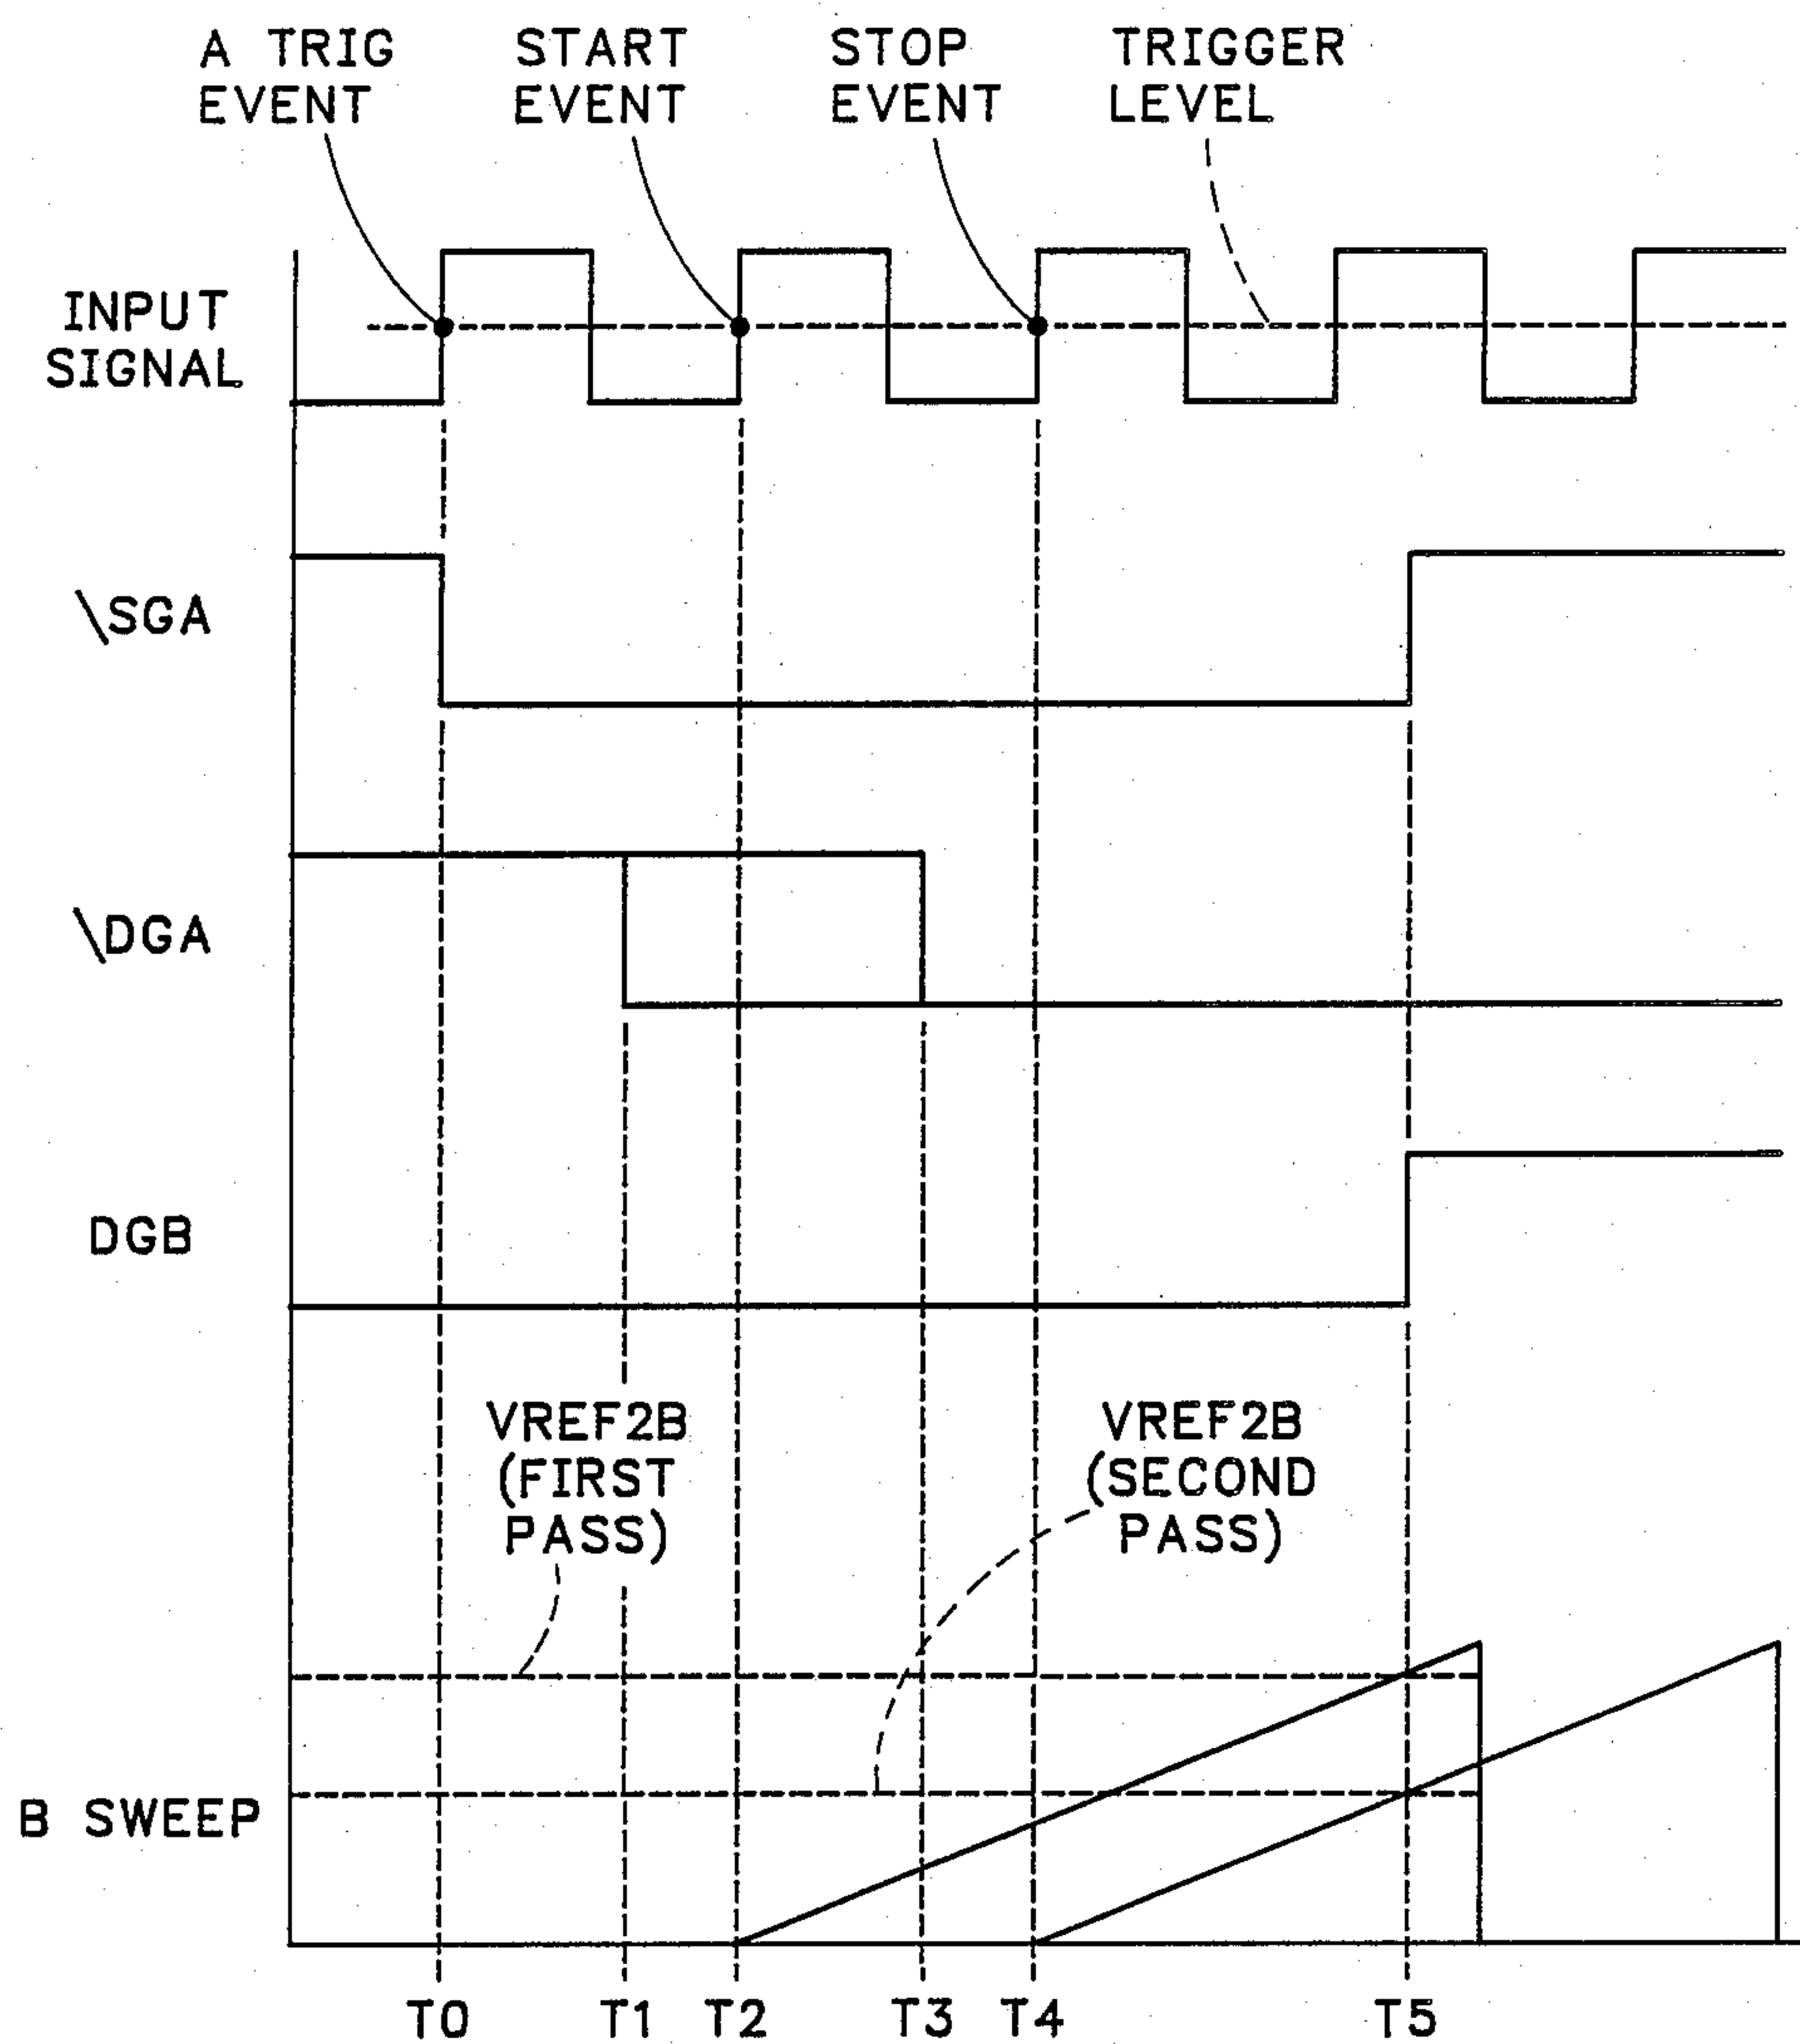 A TRIG
EVENT
START
EVENT
STOP
EVENT
TRIGGER
LEVEL
INPUT
SIGNAL
\SGA
\DGA
DGB
VREF2B
(FIRST
PASS)
VREF2B
(SECOND
PASS)
B SWEEP
T0 T1 T2 T3 T4 T5